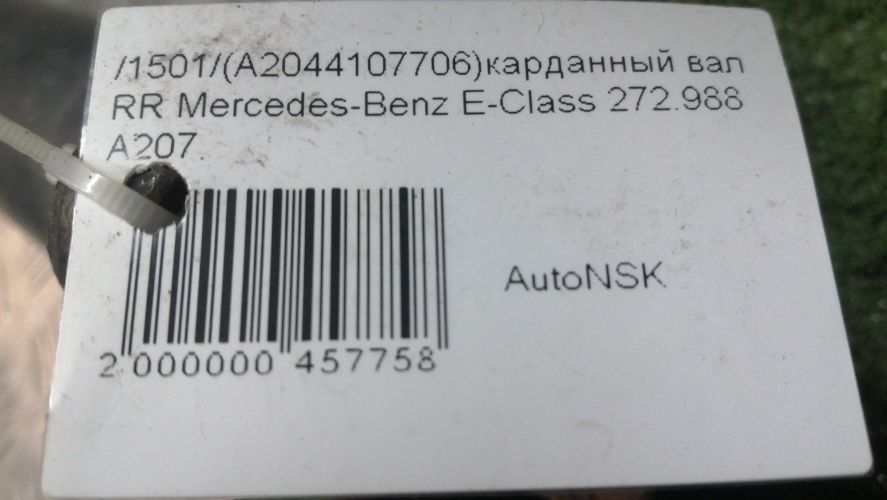 /1501/(A2044107706)карданный вал
RR Mercedes-Benz E-Class 272.988
A207
AutoNSK
2 000000 457758